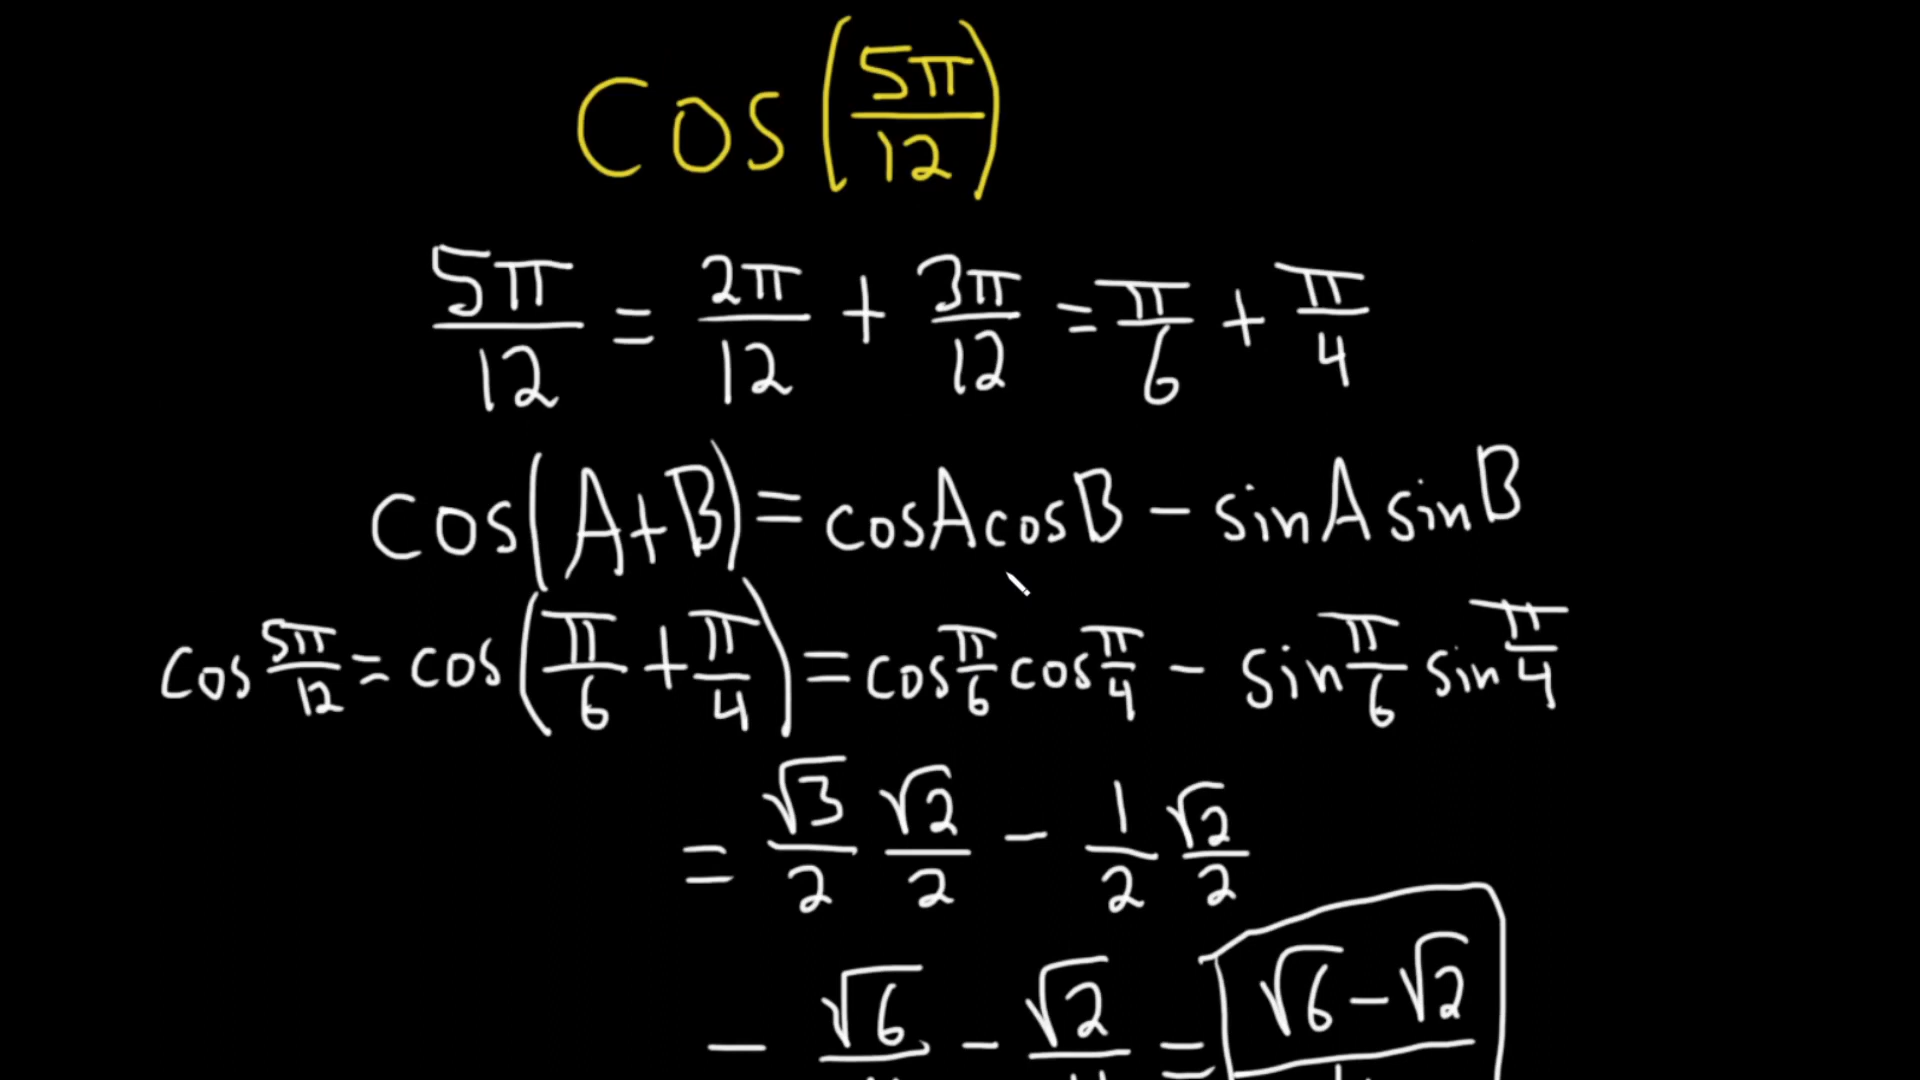 cos(5π/12)
5π/12 = 2π/12 + 3π/12 = π/6 + π/4
cos(A+B) = cosAcosB - sinAsinB
cos 5π/12 = cos(π/6 + π/4) = cos π/6 cos π/4 - sin π/6 sin π/4
= √3/2 √2/2 - 1/2 √2/2
√6 - √2 = √6-√2